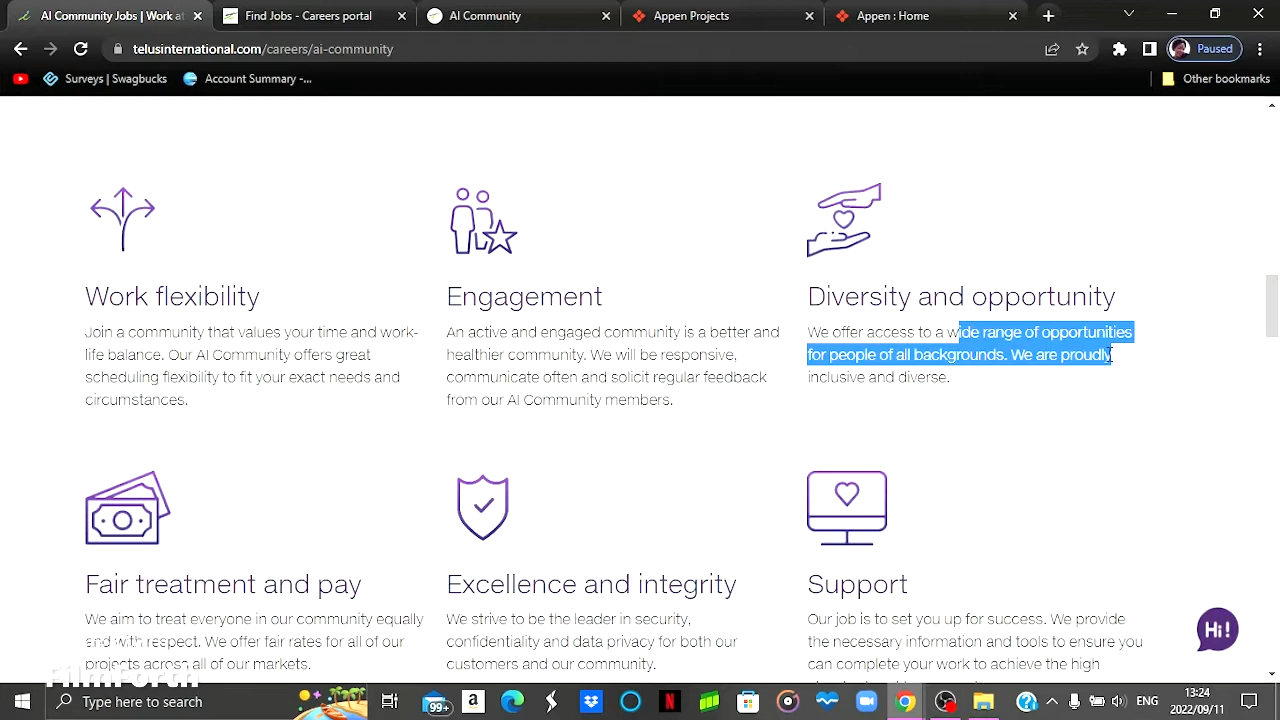 AI Community Jobs | Work at
Find Jobs - Careers portal
AI Community
Appen Projects
Appen : Home
telusinternational.com/careers/ai-community
Paused
Surveys | Swagbucks
Account Summary -...
Other bookmarks
Work flexibility
Join a community that values your time and work-
life balance. Our AI Community offers great
scheduling flexibility to fit your exact needs and
circumstances.
Engagement
An active and engaged community is a better and
healthier community. We will be responsive,
communicate often and solicit regular feedback
from our AI Community members.
Diversity and opportunity
We offer access to a wide range of opportunities
for people of all backgrounds. We are proudly
inclusive and diverse.
Fair treatment and pay
We aim to treat everyone in our community equally
and with respect. We offer fair rates for all of our
projects across all of our markets.
Excellence and integrity
We strive to be the leader in security,
confidentiality and data privacy for both our
customers and our community.
Support
Our job is to set you up for success. We provide
the necessary information and tools to ensure you
can complete your work to achieve the high
Hi!
FilmForth
Type here to search
99+
ENG
13:24
2022/09/11